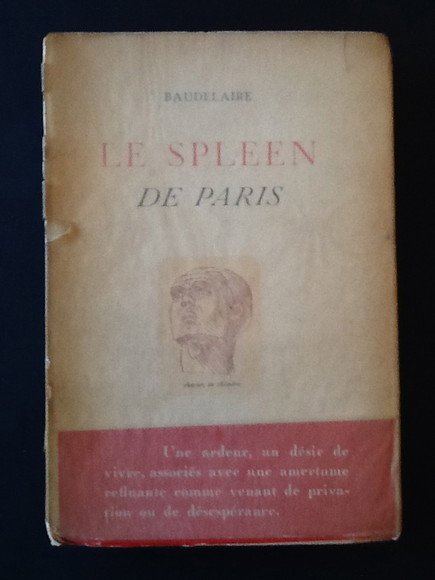 BAUDELAIRE
LE SPLEEN
DE PARIS
Une ardeur, un désir de
vivre, associés avec une amertume
refluante comme venant de priva-
tion ou de désespérance.